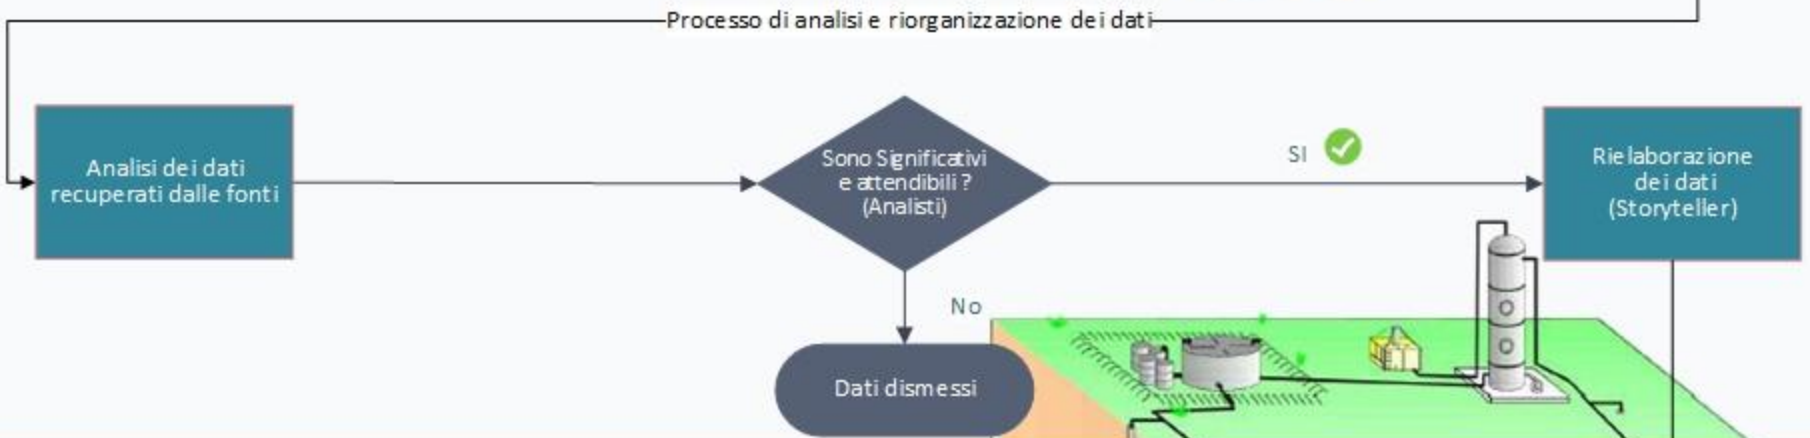 Processo di analisi e riorganizzazione dei dati
Analisi dei dati
recuperati dalle fonti
Sono Significativi
e attendibili ?
(Analisti)
SI
Rielaborazione
dei dati
(Storyteller)
No
Dati dismessi